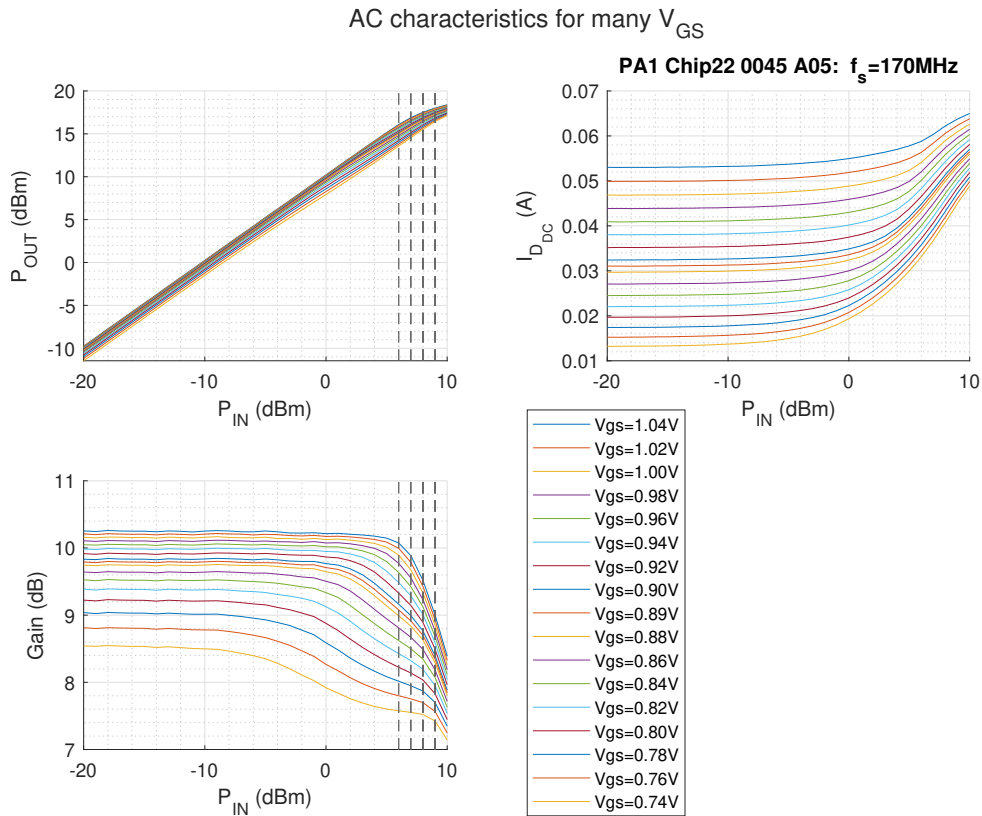 AC characteristics for many V_GS
PA1 Chip22 0045 A05: f_s=170MHz
20
15
10
5
0
-5
-10
P_OUT (dBm)
-20
-10
0
10
P_IN (dBm)
0.07
0.06
0.05
0.04
0.03
0.02
0.01
I_D_DC (A)
-20
-10
0
10
P_IN (dBm)
11
10
9
8
7
Gain (dB)
-20
-10
0
10
P_IN (dBm)
Vgs=1.04V
Vgs=1.02V
Vgs=1.00V
Vgs=0.98V
Vgs=0.96V
Vgs=0.94V
Vgs=0.92V
Vgs=0.90V
Vgs=0.89V
Vgs=0.88V
Vgs=0.86V
Vgs=0.84V
Vgs=0.82V
Vgs=0.80V
Vgs=0.78V
Vgs=0.76V
Vgs=0.74V